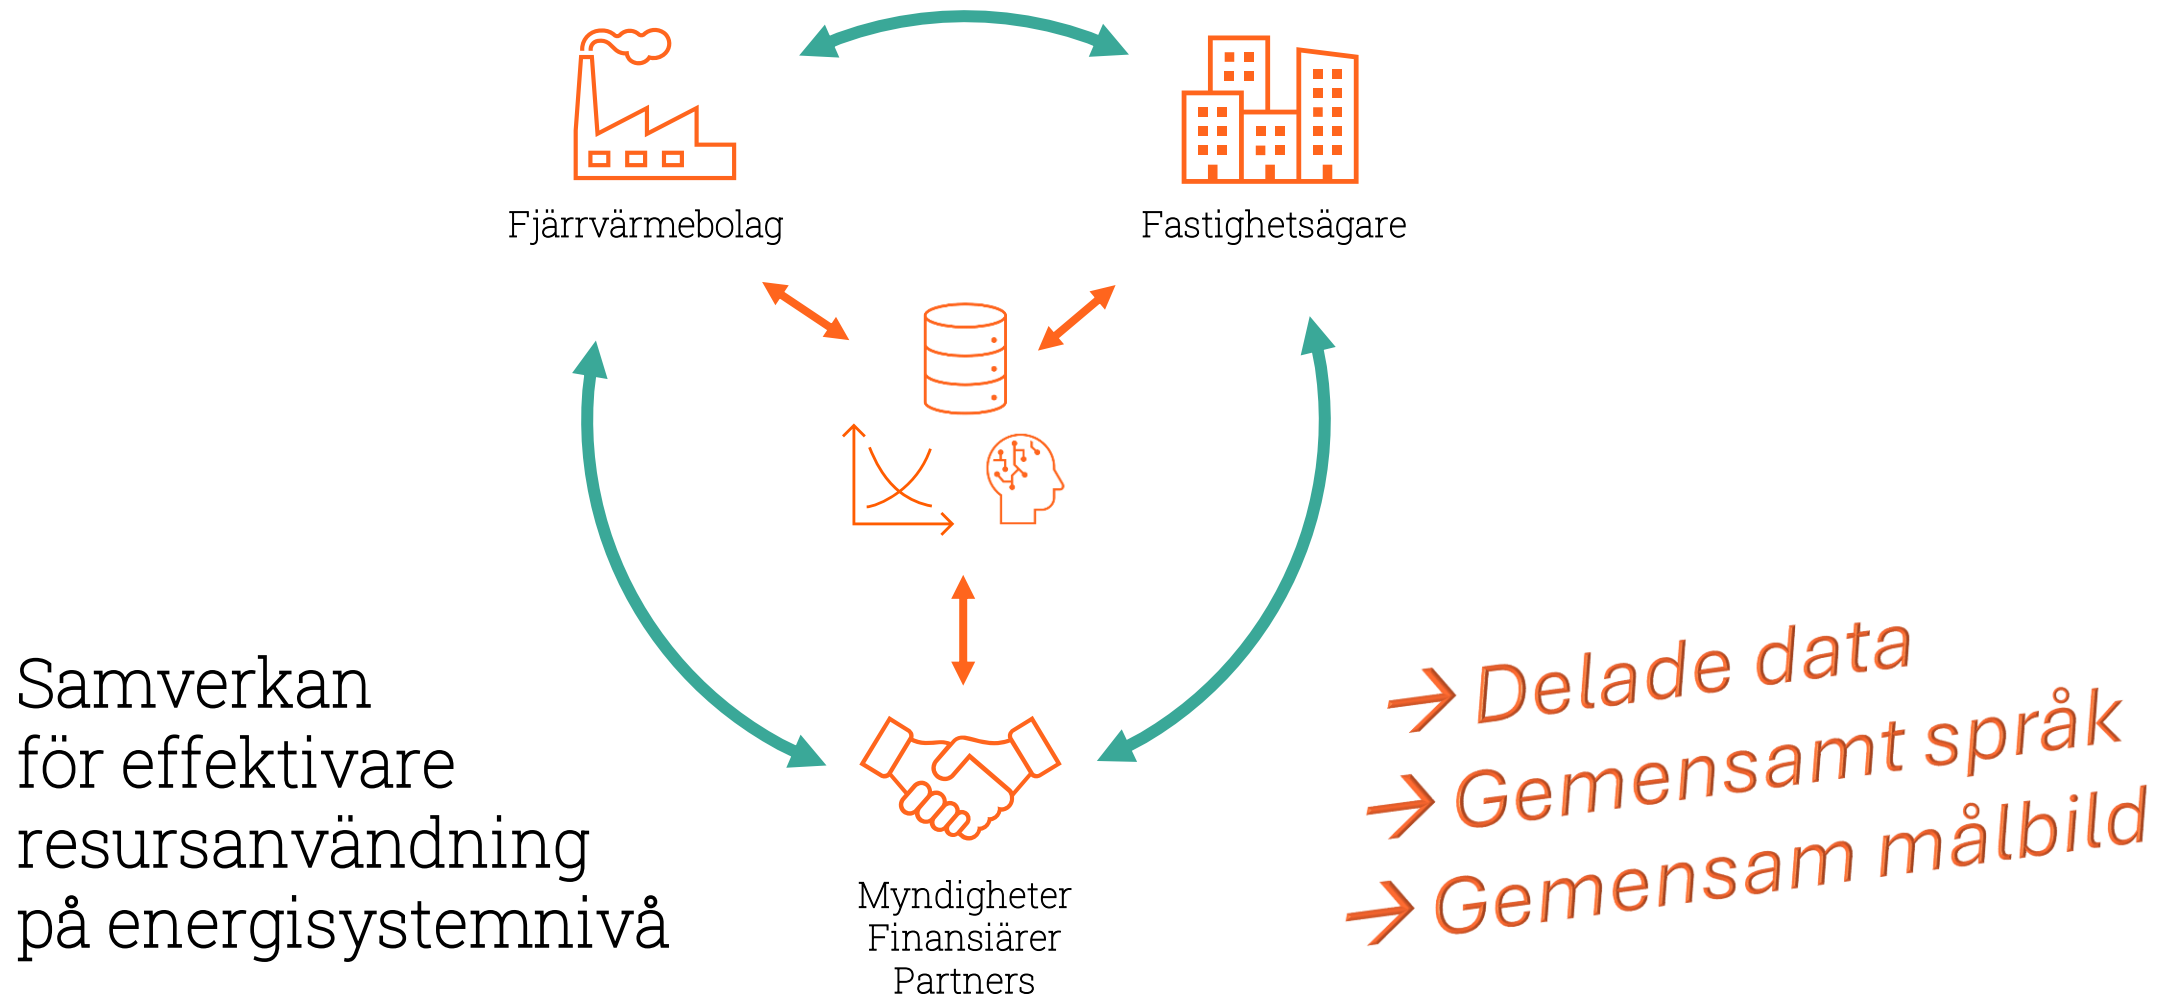 Fjärrvärmebolag
Fastighetsägare
Samverkan
för effektivare
resursanvändning
på energisystemnivå
Myndigheter
Finansiärer
Partners
→ Delade data
→ Gemensamt språk
→ Gemensam målbild